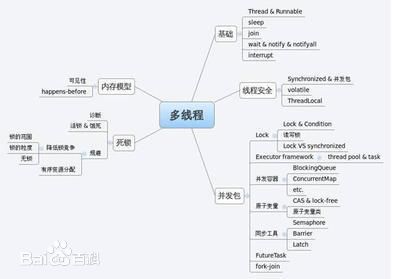 多线程
基础
Thread & Runnable
sleep
join
wait & notify & notifyall
interrupt
线程安全
Synchronized & 并发包
volatile
ThreadLocal
并发包
Lock
Lock & Condition
读写锁
Lock VS synchronized
Executor framework
thread pool & task
并发容器
BlockingQueue
ConcurrentMap
etc.
原子变量
CAS & lock-free
原子变量类
同步工具
Semaphore
Barrier
Latch
FutureTask
fork-join
内存模型
可见性
happens-before
死锁
诊断
活锁 & 饿死
规避
降低锁竞争
锁的范围
锁的粒度
无锁
有序资源分配
Bai百科